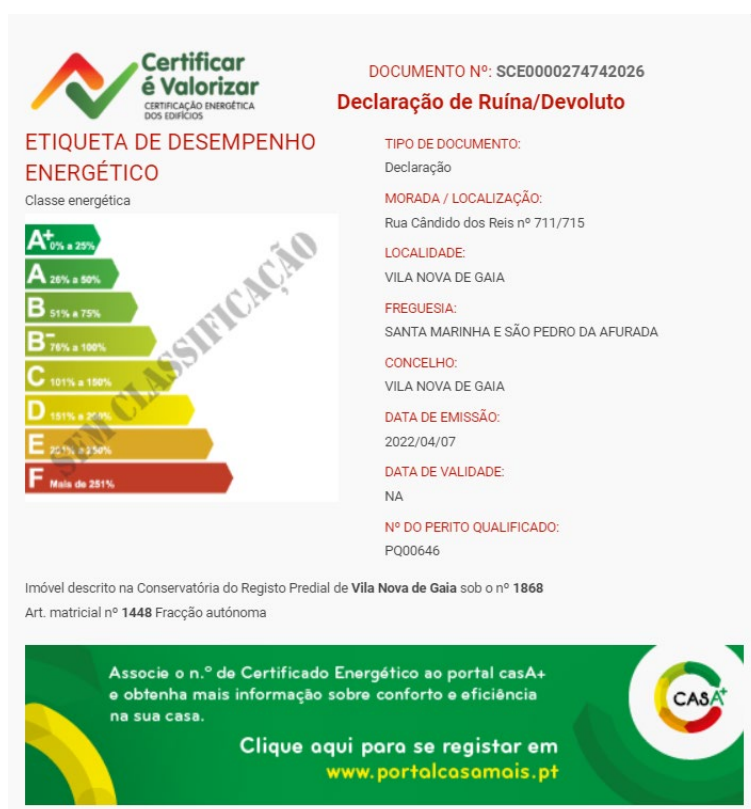 Certificar
é Valorizar
CERTIFICAÇÃO ENERGÉTICA
DOS EDIFÍCIOS
DOCUMENTO Nº: SCE0000274742026
Declaração de Ruína/Devoluto
ETIQUETA DE DESEMPENHO
ENERGÉTICO
Classe energética
A+ 0% a 25%
A 26% a 50%
B 51% a 75%
B- 76% a 100%
C 101% a 150%
D 151% a 200%
E 201% a 250%
F Mais de 251%
SEM CLASSIFICAÇÃO
TIPO DE DOCUMENTO:
Declaração
MORADA / LOCALIZAÇÃO:
Rua Cândido dos Reis nº 711/715
LOCALIDADE:
VILA NOVA DE GAIA
FREGUESIA:
SANTA MARINHA E SÃO PEDRO DA AFURADA
CONCELHO:
VILA NOVA DE GAIA
DATA DE EMISSÃO:
2022/04/07
DATA DE VALIDADE:
NA
Nº DO PERITO QUALIFICADO:
PQ00646
Imóvel descrito na Conservatória do Registo Predial de Vila Nova de Gaia sob o nº 1868
Art. matricial nº 1448 Fracção autónoma
Associe o n.º de Certificado Energético ao portal casA+
e obtenha mais informação sobre conforto e eficiência
na sua casa.
Clique aqui para se registar em
www.portalcasamais.pt
CASA+